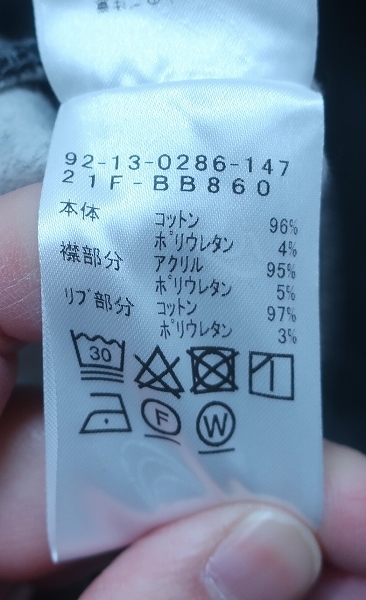 92-13-0286-147
21F-BB860
本体 コットン 96%
ポリウレタン 4%
襟部分 アクリル 95%
ポリウレタン 5%
リブ部分 コットン 97%
ポリウレタン 3%
30
F W